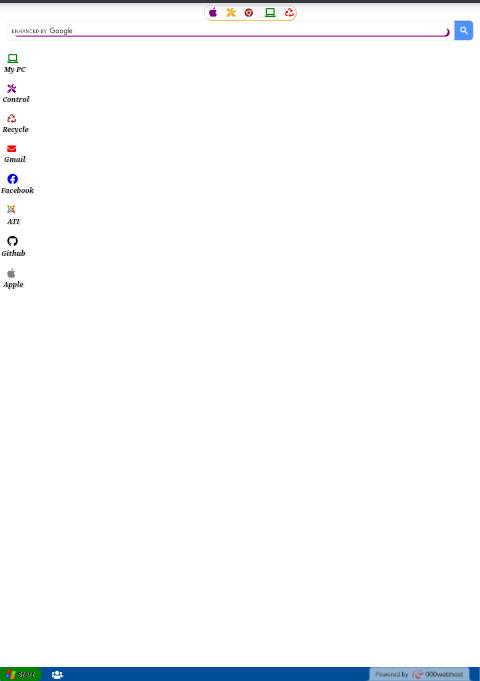 ENHANCED BY Google
My PC
Control
Recycle
Gmail
Facebook
ATI
Github
Apple
Start
Powered by 000webhost